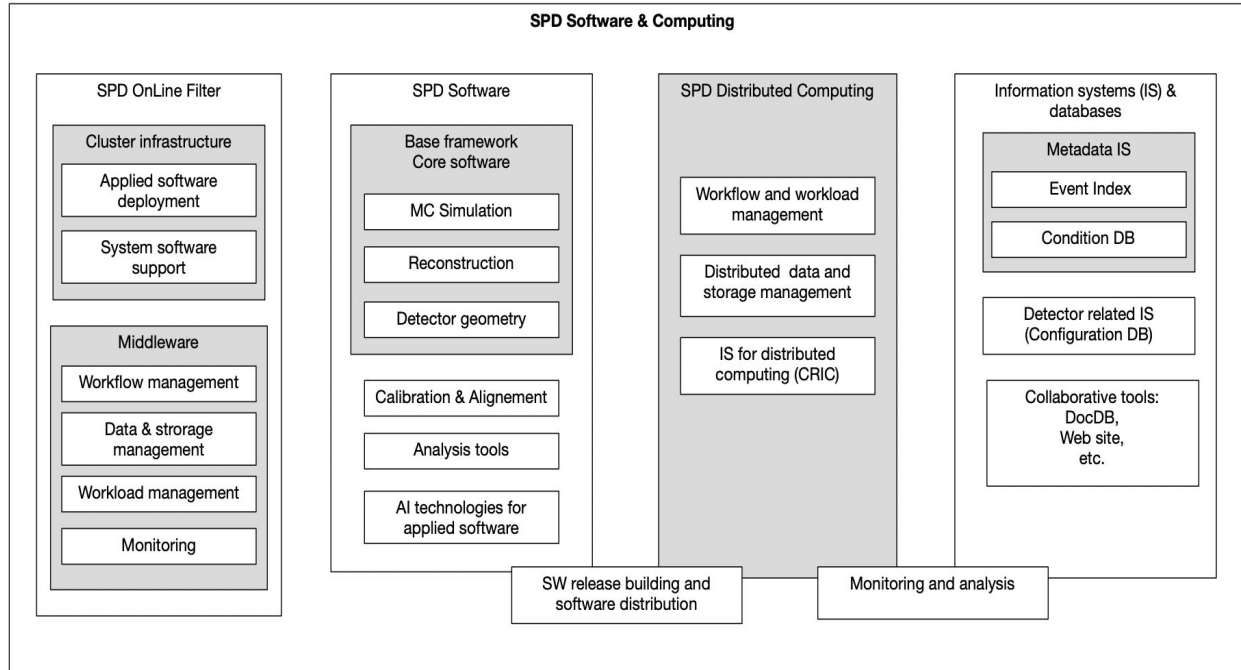 SPD Software & Computing
SPD OnLine Filter
Cluster infrastructure
Applied software
deployment
System software
support
Middleware
Workflow management
Data & strorage
management
Workload management
Monitoring
SPD Software
Base framework
Core software
MC Simulation
Reconstruction
Detector geometry
Calibration & Alignement
Analysis tools
AI technologies for
applied software
SW release building and
software distribution
SPD Distributed Computing
Workflow and workload
management
Distributed data and
storage management
IS for distributed
computing (CRIC)
Monitoring and analysis
Information systems (IS) &
databases
Metadata IS
Event Index
Condition DB
Detector related IS
(Configuration DB)
Collaborative tools:
DocDB,
Web site,
etc.